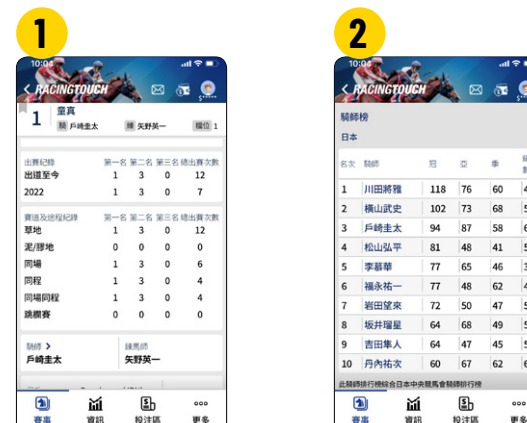 1
10:04
RACINGTOUCH
1
童真
騎 戶崎圭太 練 矢野英一 檔位 1
出賽紀錄 第一名 第二名 第三名 總出賽次數
出道至今 1 3 0 12
2022 1 3 0 7
賽道及途程紀錄 第一名 第二名 第三名 總出賽次數
草地 1 3 0 12
泥/膠地 0 0 0 0
同場 1 3 0 6
同程 1 3 0 4
同場同程 1 3 0 4
跳欄賽 0 0 0 0
騎師 練馬師
戶崎圭太 矢野英一
賽事 資訊 投注區 更多
2
10:04
RACINGTOUCH
騎師榜
日本
名次 騎師 冠 亞 季
1 川田將雅 118 76 60
2 橫山武史 102 73 68
3 戶崎圭太 94 87 58
4 松山弘平 81 48 41
5 李慕華 77 65 46
6 福永祐一 77 48 62
7 岩田望來 72 50 47
8 坂井瑠星 64 68 49
9 吉田隼人 64 47 45
10 丹內祐次 60 67 62
此騎師排行榜綜合日本中央競馬會騎師排行榜
賽事 資訊 投注區 更多